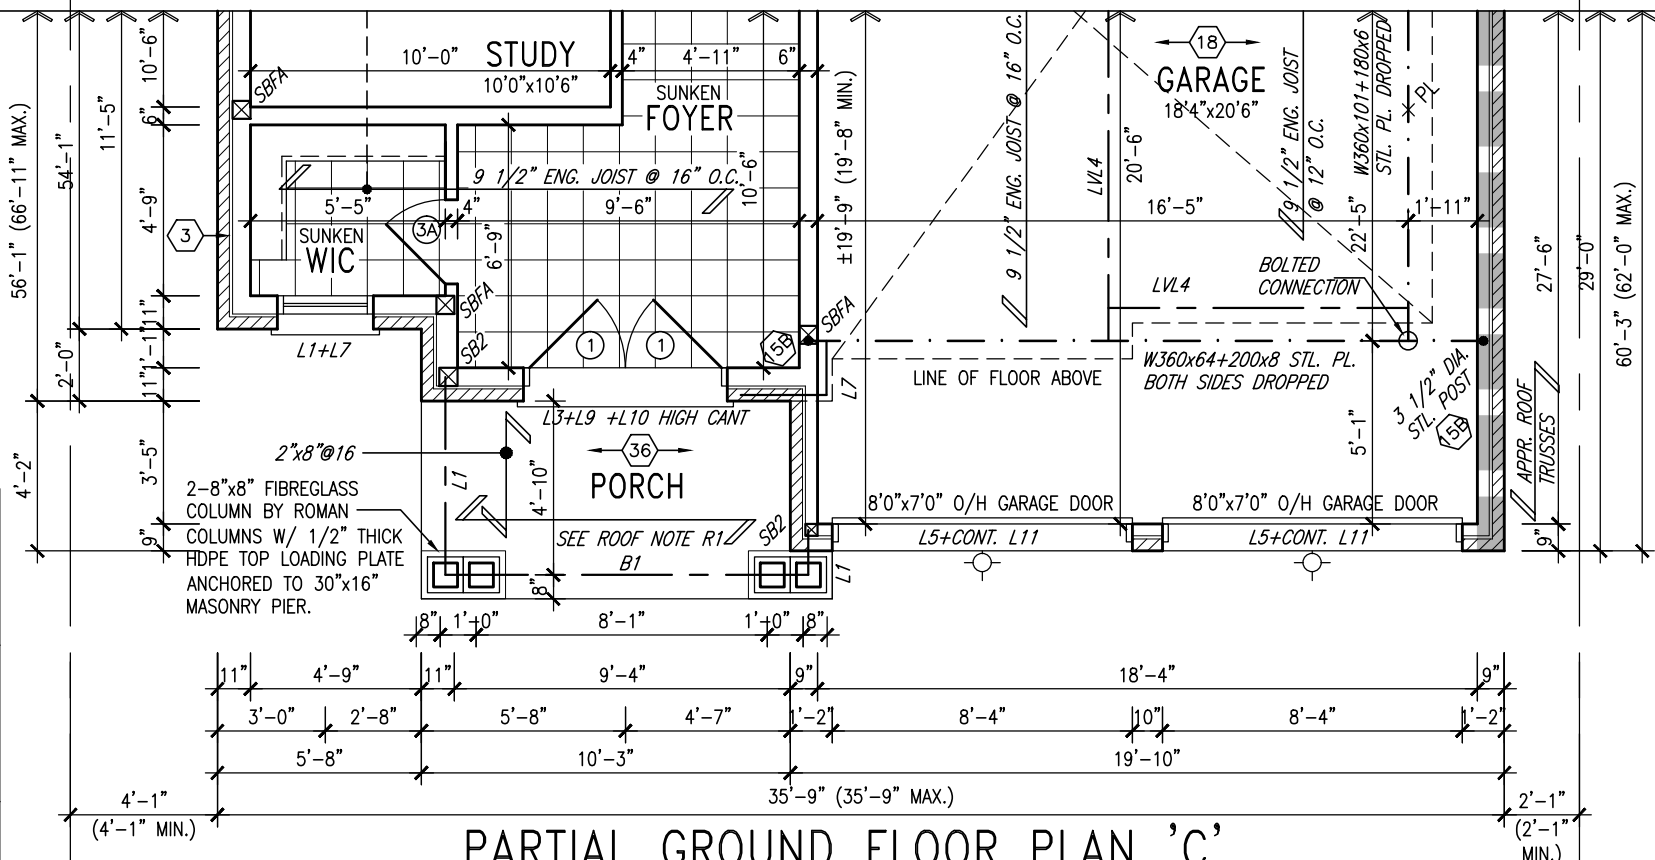 10'-0"
STUDY
10'0"x10'6"
4"
4'-11"
6"
SUNKEN
FOYER
SBFA
18
GARAGE
18'4"x20'6"
9 1/2" ENG. JOIST @ 16" O.C.
9 1/2" ENG. JOIST
@ 12" O.C.
W360x101+180x6
STL. PL. DROPPED
PL
10'-6"
6"
11'-5"
54'-1"
56'-1" (66'-11" MAX.)
4'-9"
3
9 1/2" ENG. JOIST @ 16" O.C.
10'-6"
±19'-9" (19'-8" MIN.)
LVL4
20'-6"
5'-5"
4"
9'-6"
3A
SUNKEN
WIC
6'-9"
16'-5"
1'-11"
22'-5"
BOLTED
CONNECTION
LVL4
27'-6"
29'-0"
60'-3" (62'-0" MAX.)
11"
SBFA
SBFA
1'-1"
2'-0"
11"
L1+L7
SB2
1
1
15B
LINE OF FLOOR ABOVE
W360x64+200x8 STL. PL.
BOTH SIDES DROPPED
L7
3 1/2" DIA.
STL. POST
15B
APPR. ROOF
TRUSSES
L3+L9 +L10 HIGH CANT
36
PORCH
2"x8"@16
L1
4'-10"
5'-1"
4'-2"
3'-5"
9"
2-8"x8" FIBREGLASS
COLUMN BY ROMAN
COLUMNS W/ 1/2" THICK
HDPE TOP LOADING PLATE
ANCHORED TO 30"x16"
MASONRY PIER.
SEE ROOF NOTE R1
B1
SB2
L1
8"
8'0"x7'0" O/H GARAGE DOOR
8'0"x7'0" O/H GARAGE DOOR
L5+CONT. L11
L5+CONT. L11
9"
8"
1'-0"
8'-1"
1'-0"
8"
11"
4'-9"
11"
9'-4"
9"
18'-4"
9"
3'-0"
2'-8"
5'-8"
4'-7"
1'-2"
8'-4"
10"
8'-4"
1'-2"
5'-8"
10'-3"
19'-10"
4'-1"
(4'-1" MIN.)
35'-9" (35'-9" MAX.)
2'-1"
(2'-1"
MIN.)
PARTIAL GROUND FLOOR PLAN 'C'